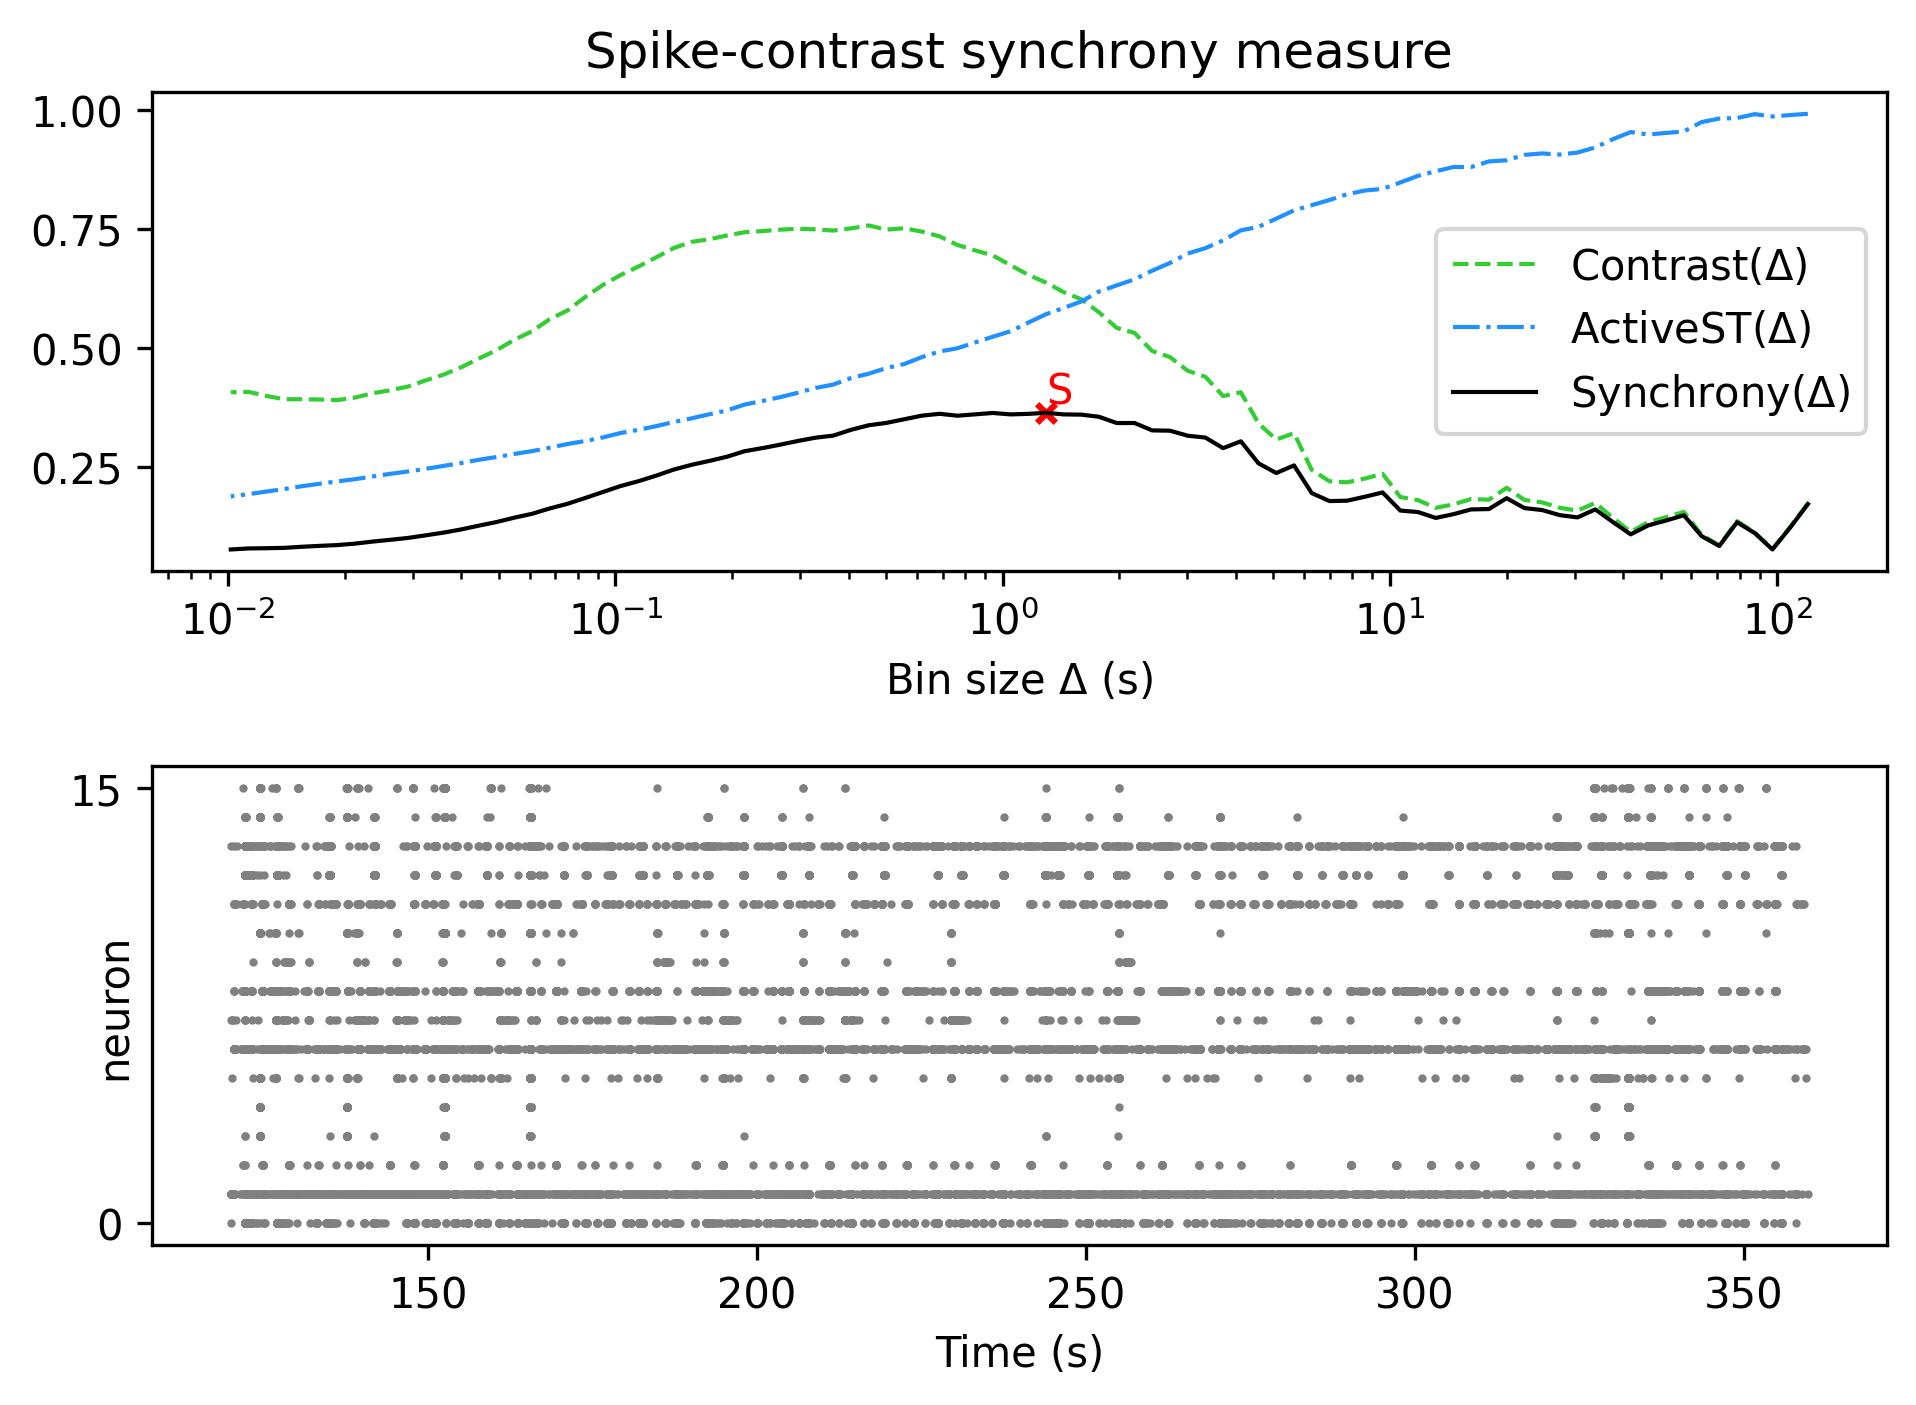 Spike-contrast synchrony measure
1.00
0.75
0.50
0.25
S
Contrast(Δ)
ActiveST(Δ)
Synchrony(Δ)
10⁻² 10⁻¹ 10⁰ 10¹ 10²
Bin size Δ (s)
15
neuron
0
150 200 250 300 350
Time (s)